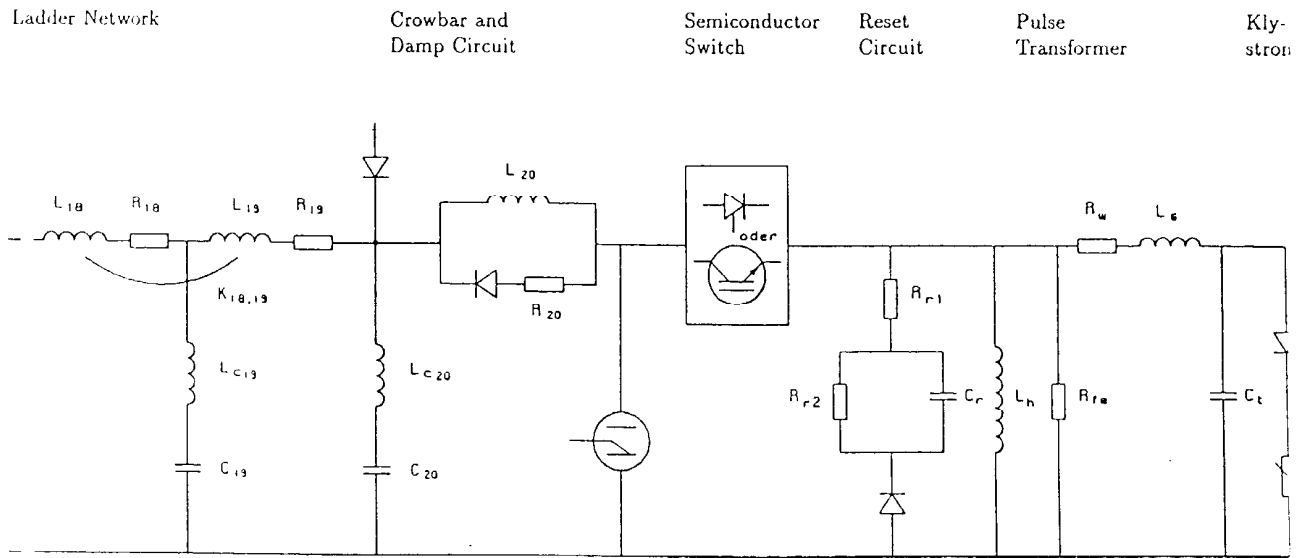 Ladder Network
Crowbar and
Damp Circuit
Semiconductor
Switch
Reset
Circuit
Pulse
Transformer
Kly-
stron
L18
R18
L19
R19
K18,19
L20
R20
oder
Rw
Ls
Rr1
Lc19
Lc20
Rr2
Cr
Lh
Rfe
Ct
C19
C20